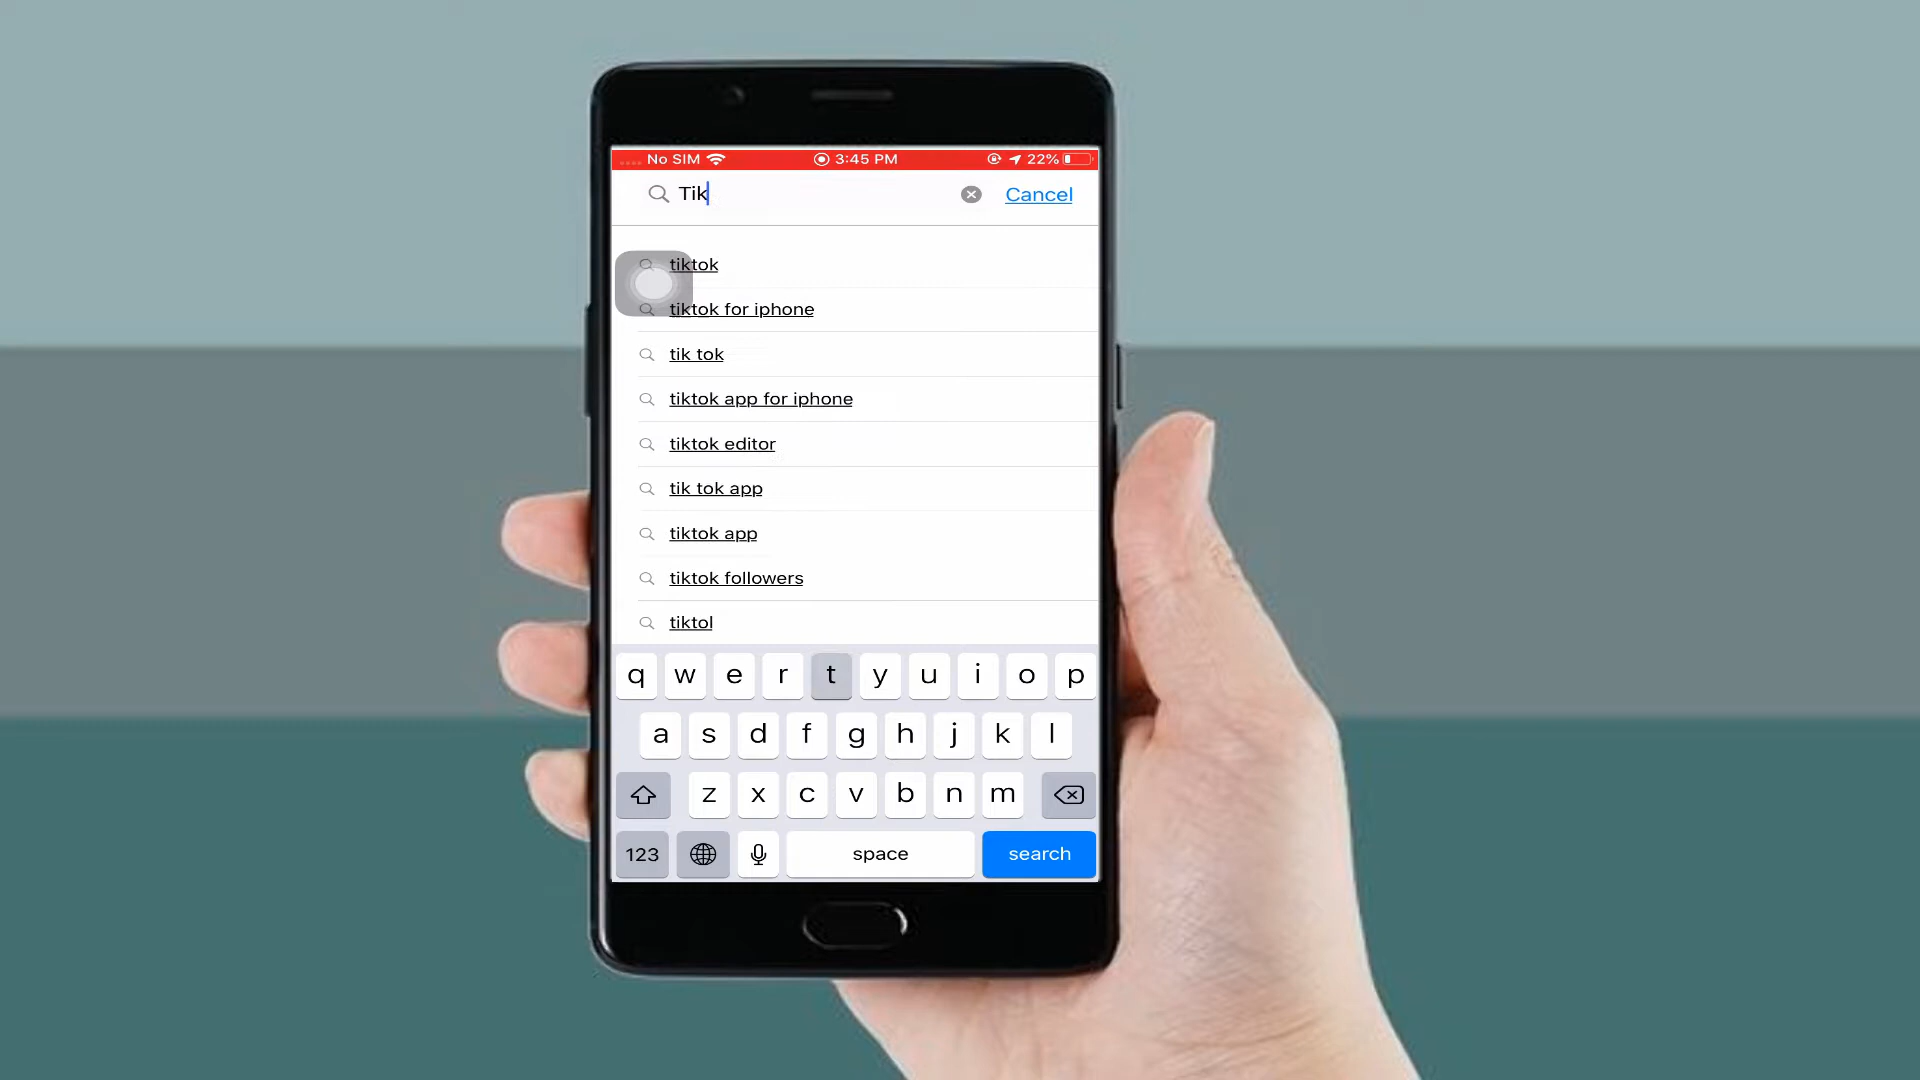 No SIM 3:45 PM 22%
Tik Cancel
tiktok
tiktok for iphone
tik tok
tiktok app for iphone
tiktok editor
tik tok app
tiktok app
tiktok followers
tiktol
q w e r t y u i o p
a s d f g h j k l
z x c v b n m
123 space search